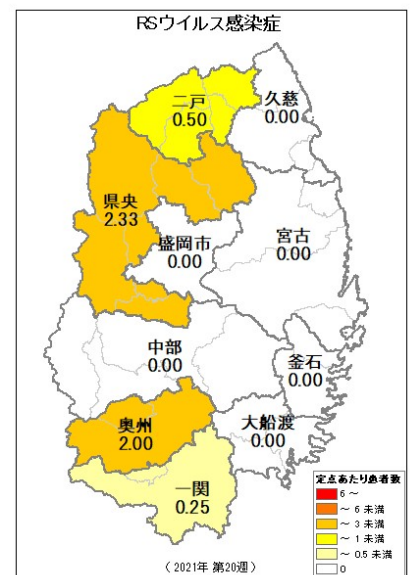 RSウイルス感染症
二戸
0.50
久慈
0.00
県央
2.33
盛岡市
0.00
宮古
0.00
中部
0.00
釜石
0.00
奥州
2.00
大船渡
0.00
一関
0.25
定点あたり患者数
6 ~
~ 6 未満
~ 3 未満
~ 1 未満
~ 0.5 未満
0
(2021年 第20週)